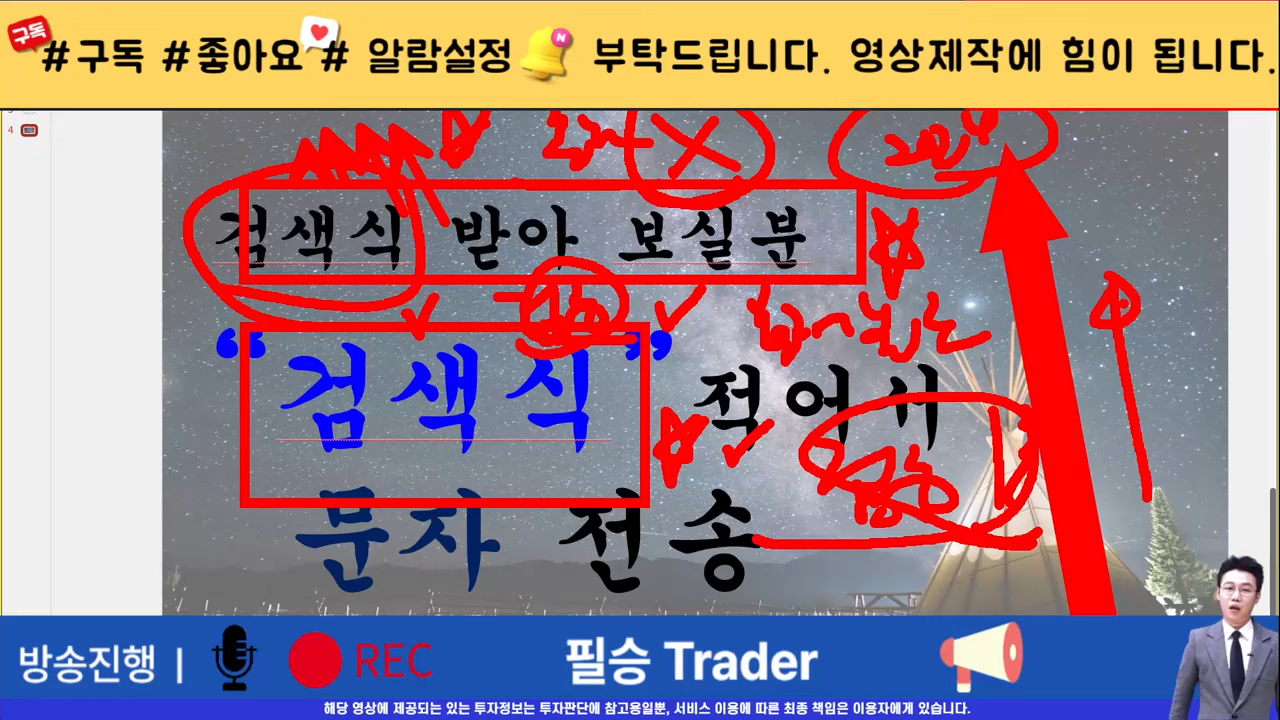 구독
#구독 #좋아요 # 알람설정 N 부탁드립니다. 영상제작에 힘이 됩니다.
4
검색식 받아 보실분
“검색식” 적어서
문자 전송
방송진행 | REC 필승 Trader
해당 영상에 제공되는 있는 투자정보는 투자판단에 참고용일뿐, 서비스 이용에 따른 최종 책임은 이용자에게 있습니다.